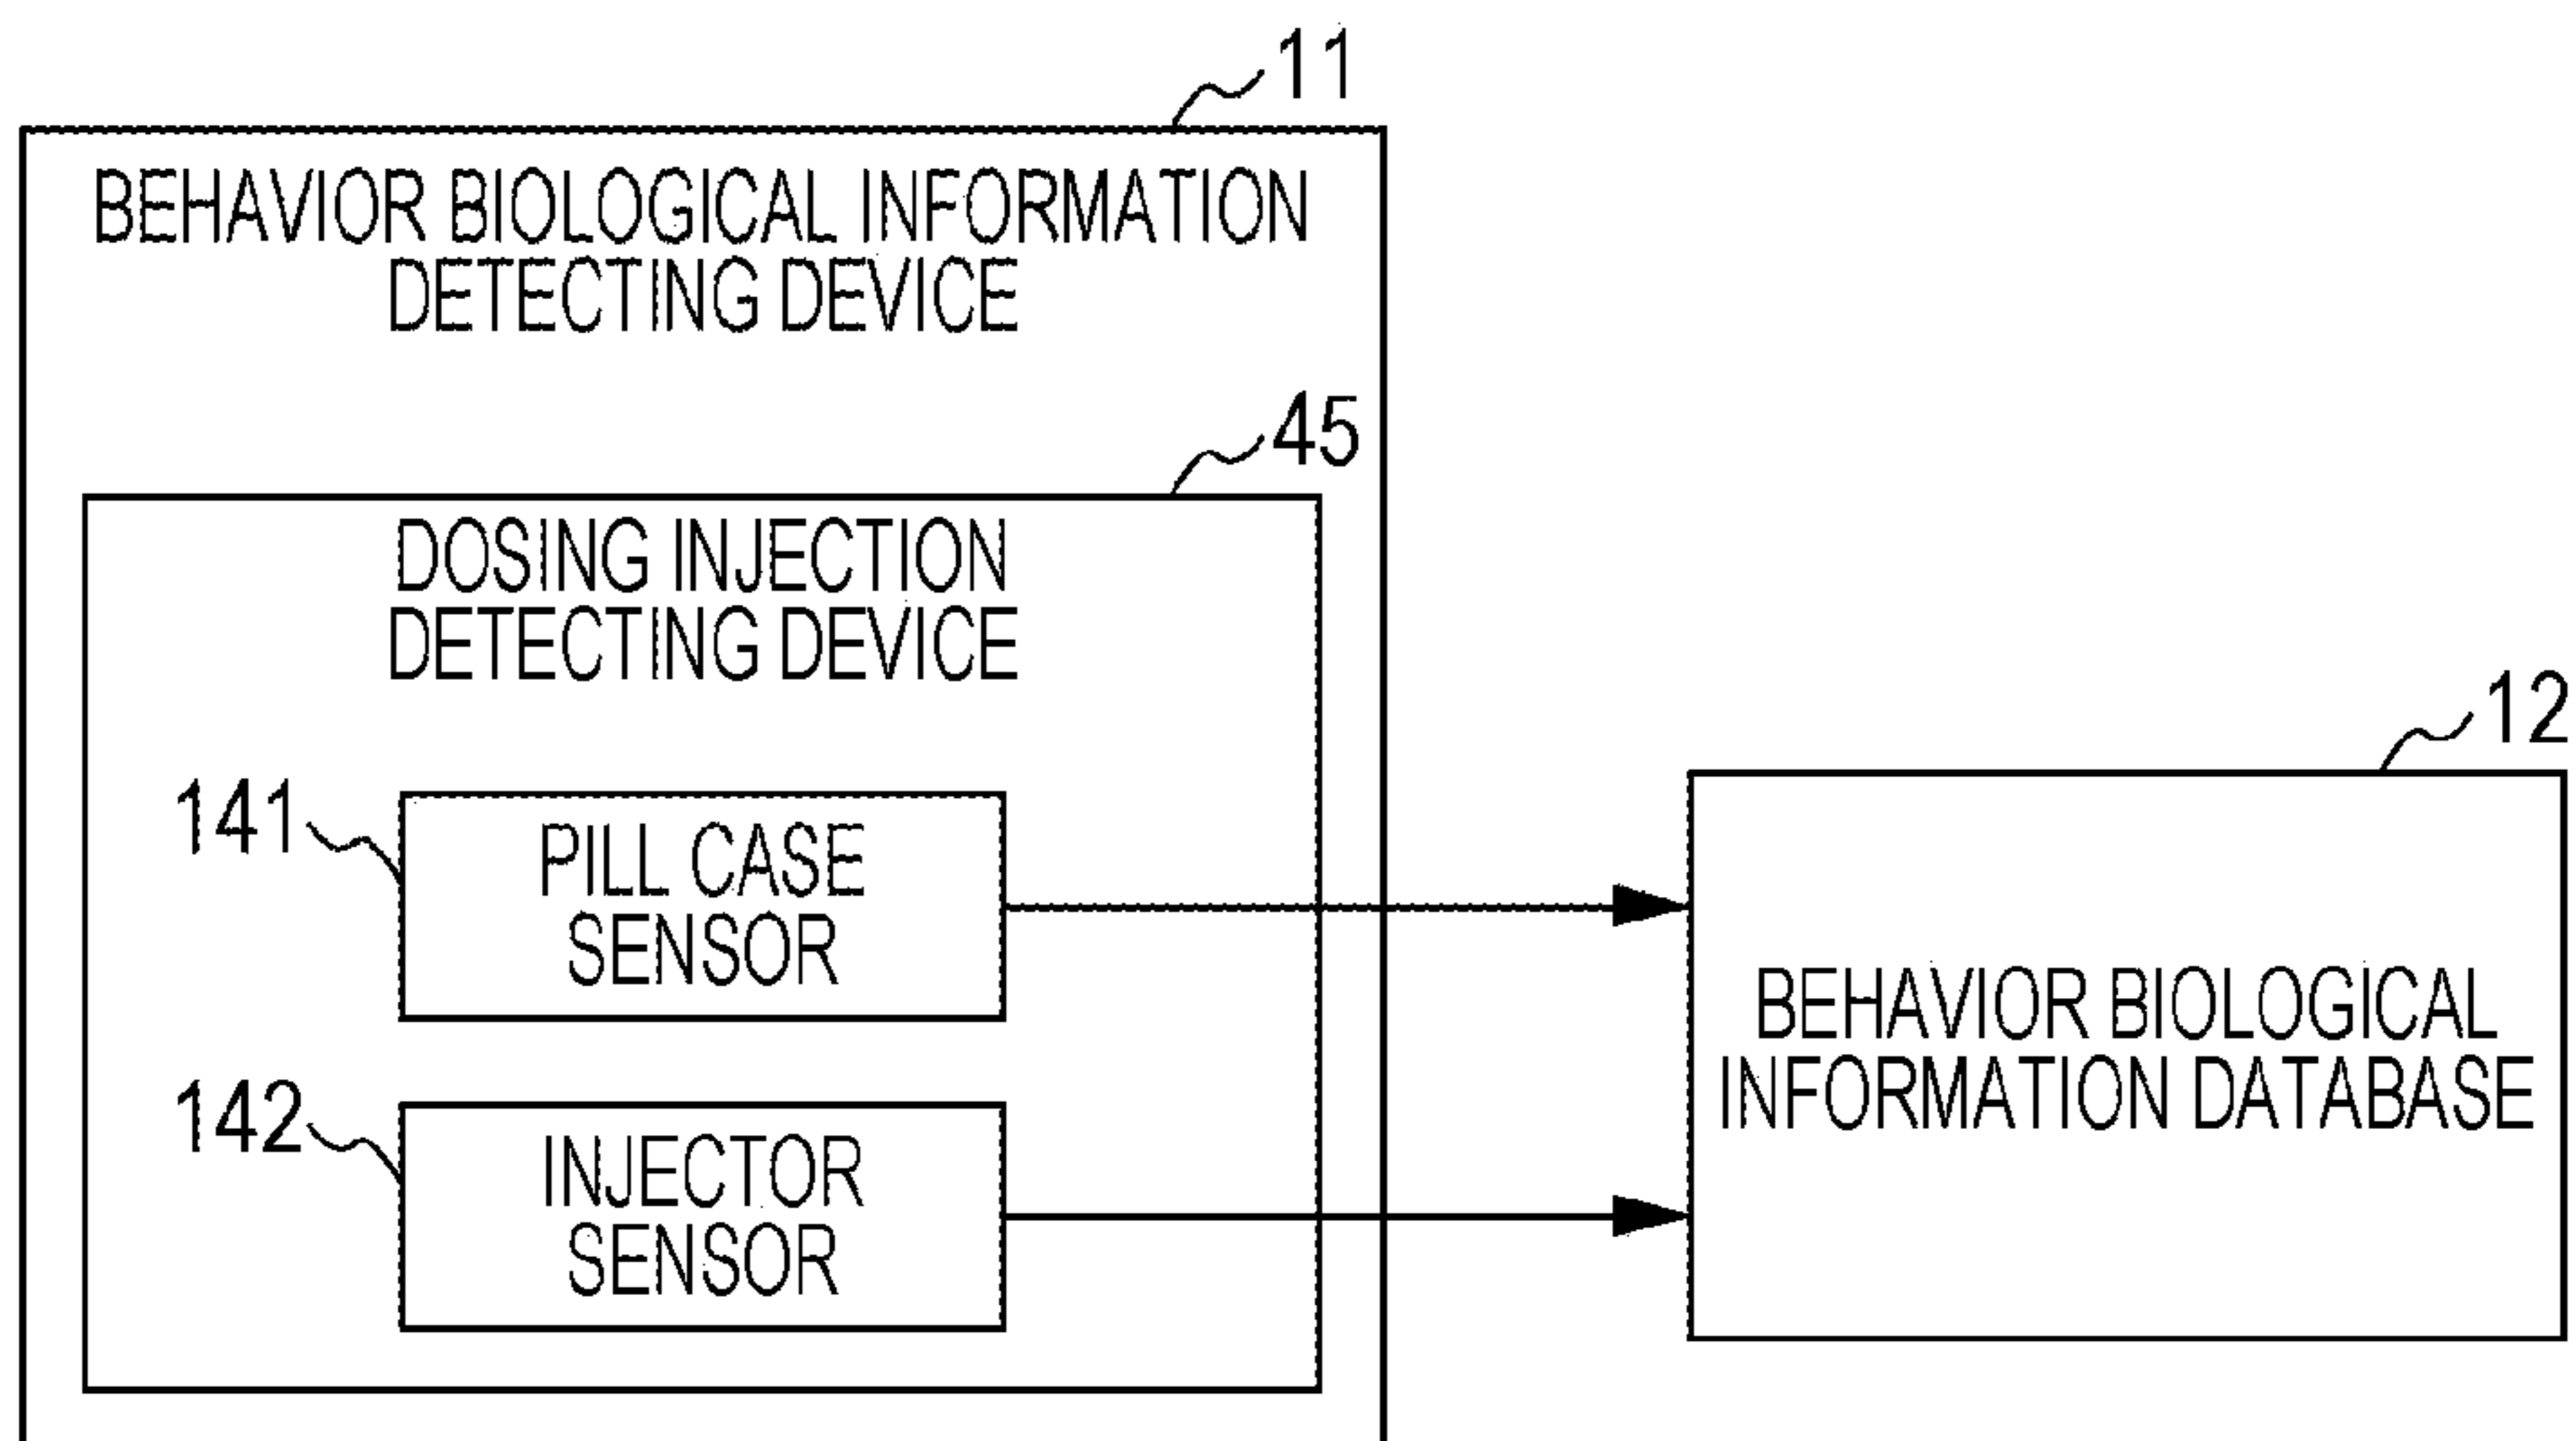 11
BEHAVIOR BIOLOGICAL INFORMATION
DETECTING DEVICE
45
DOSING INJECTION
DETECTING DEVICE
141
PILL CASE
SENSOR
142
INJECTOR
SENSOR
12
BEHAVIOR BIOLOGICAL
INFORMATION DATABASE